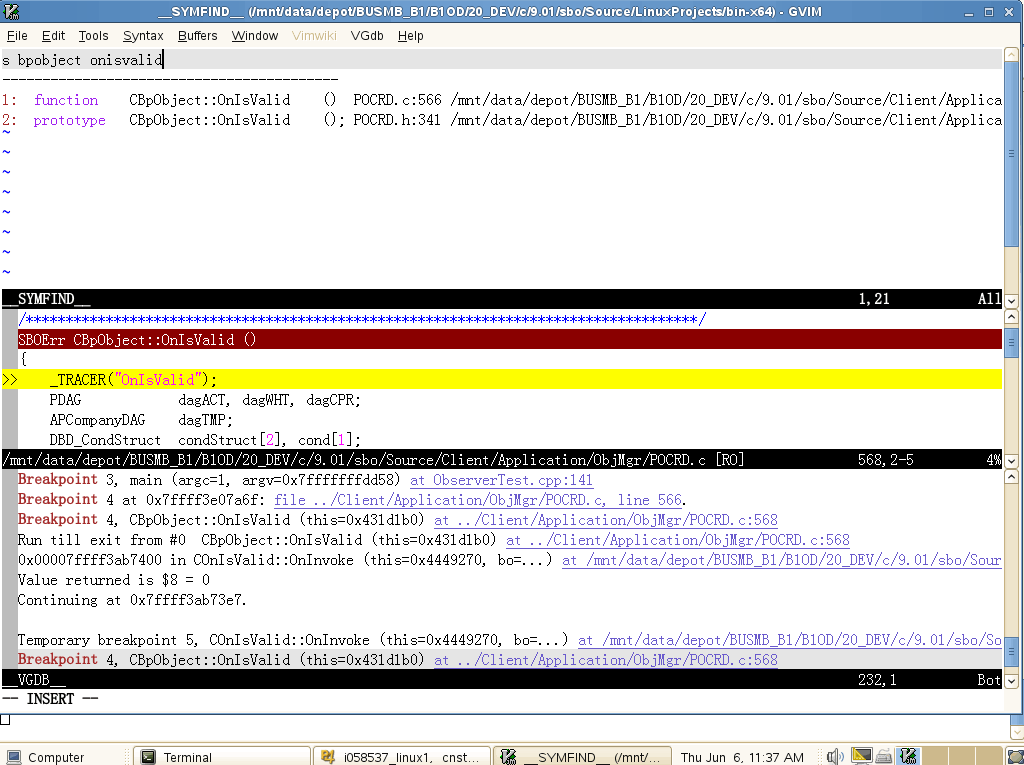 __SYMFIND__ (/mnt/data/depot/BUSMB_B1/B1OD/20_DEV/c/9.01/sbo/Source/LinuxProjects/bin-x64) - GVIM
File Edit Tools Syntax Buffers Window Vimwiki VGdb Help
s bpobject onisvalid
------------------------------------------
1: function CBpObject::OnIsValid () POCRD.c:566 /mnt/data/depot/BUSMB_B1/B1OD/20_DEV/c/9.01/sbo/Source/Client/Applica
2: prototype CBpObject::OnIsValid (); POCRD.h:341 /mnt/data/depot/BUSMB_B1/B1OD/20_DEV/c/9.01/sbo/Source/Client/Applica
~
~
~
~
~
~
~
~
__SYMFIND__ 1,21 All
/************************************************************************************/
SBOErr CBpObject::OnIsValid ()
{
>> _TRACER("OnIsValid");
PDAG dagACT, dagWHT, dagCPR;
APCompanyDAG dagTMP;
DBD_CondStruct condStruct[2], cond[1];
/mnt/data/depot/BUSMB_B1/B1OD/20_DEV/c/9.01/sbo/Source/Client/Application/ObjMgr/POCRD.c [RO] 568,2-5 4%
Breakpoint 3, main (argc=1, argv=0x7fffffffdd58) at ObserverTest.cpp:141
Breakpoint 4 at 0x7ffff3e07a6f: file ../Client/Application/ObjMgr/POCRD.c, line 566.
Breakpoint 4, CBpObject::OnIsValid (this=0x431d1b0) at ../Client/Application/ObjMgr/POCRD.c:568
Run till exit from #0 CBpObject::OnIsValid (this=0x431d1b0) at ../Client/Application/ObjMgr/POCRD.c:568
0x00007ffff3ab7400 in COnIsValid::OnInvoke (this=0x4449270, bo=...) at /mnt/data/depot/BUSMB_B1/B1OD/20_DEV/c/9.01/sbo/Sour
Value returned is $8 = 0
Continuing at 0x7ffff3ab73e7.
Temporary breakpoint 5, COnIsValid::OnInvoke (this=0x4449270, bo=...) at /mnt/data/depot/BUSMB_B1/B1OD/20_DEV/c/9.01/sbo/So
Breakpoint 4, CBpObject::OnIsValid (this=0x431d1b0) at ../Client/Application/ObjMgr/POCRD.c:568
__VGDB__ 232,1 Bot
-- INSERT --
Computer Terminal i058537_linux1, cnst... __SYMFIND__ (/mnt/... Thu Jun 6, 11:37 AM